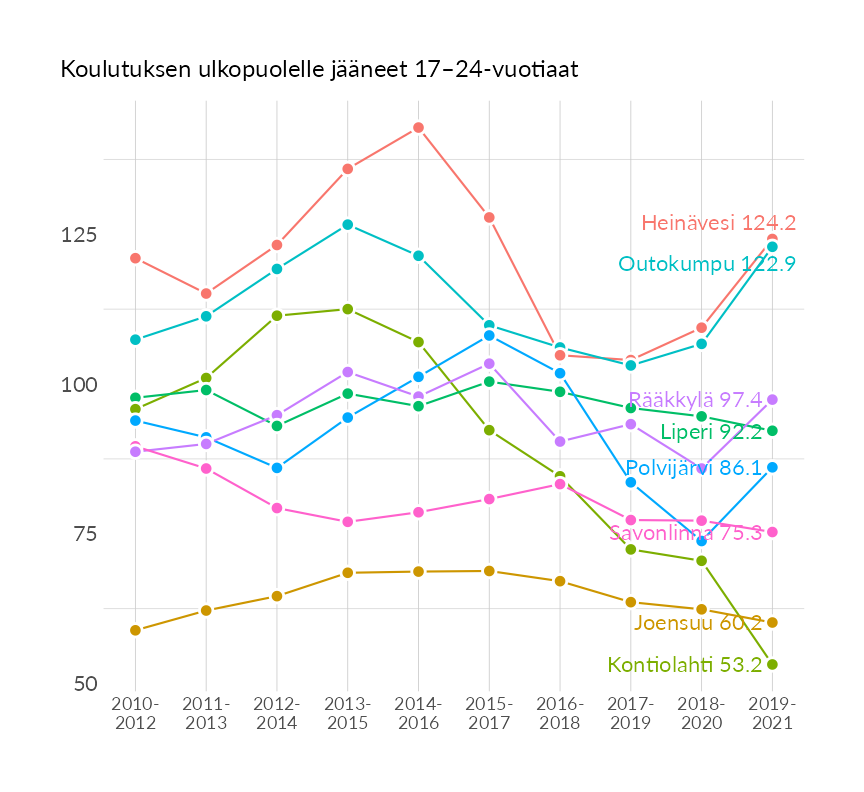 Koulutuksen ulkopuolelle jääneet 17–24-vuotiaat
Heinävesi 124.2
125
Outokumpu 122.9
100
Rääkkylä 97.4
Liperi 92.2
Polvijärvi 86.1
75
Savonlinna 75.3
Joensuu 60.2
Kontiolahti 53.2
50
2010- 2011- 2012- 2013- 2014- 2015- 2016- 2017- 2018- 2019-
2012 2013 2014 2015 2016 2017 2018 2019 2020 2021